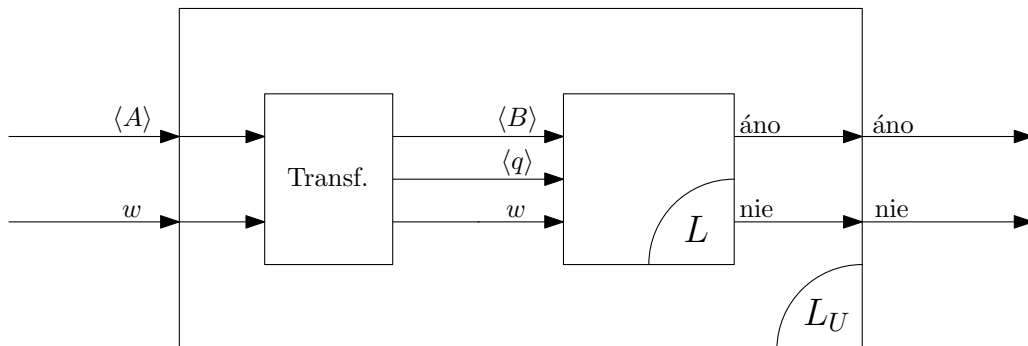 ⟨A⟩ ⟨B⟩ áno áno
⟨q⟩
Transf.
w w nie nie
L
L_U